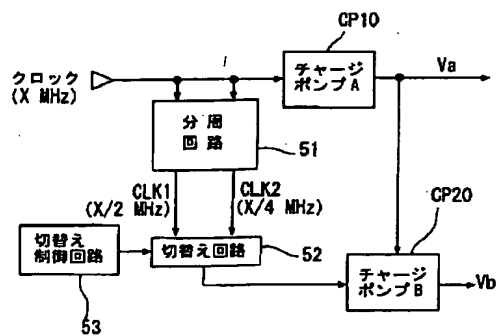 CP10
クロック
(X MHz)
チャージ
ポンプ A
Va
分 周
回 路
51
CLK1
(X/2 MHz)
CLK2
(X/4 MHz)
CP20
切替え
制御回路
53
切替え回路
52
チャージ
ポンプ B
Vb